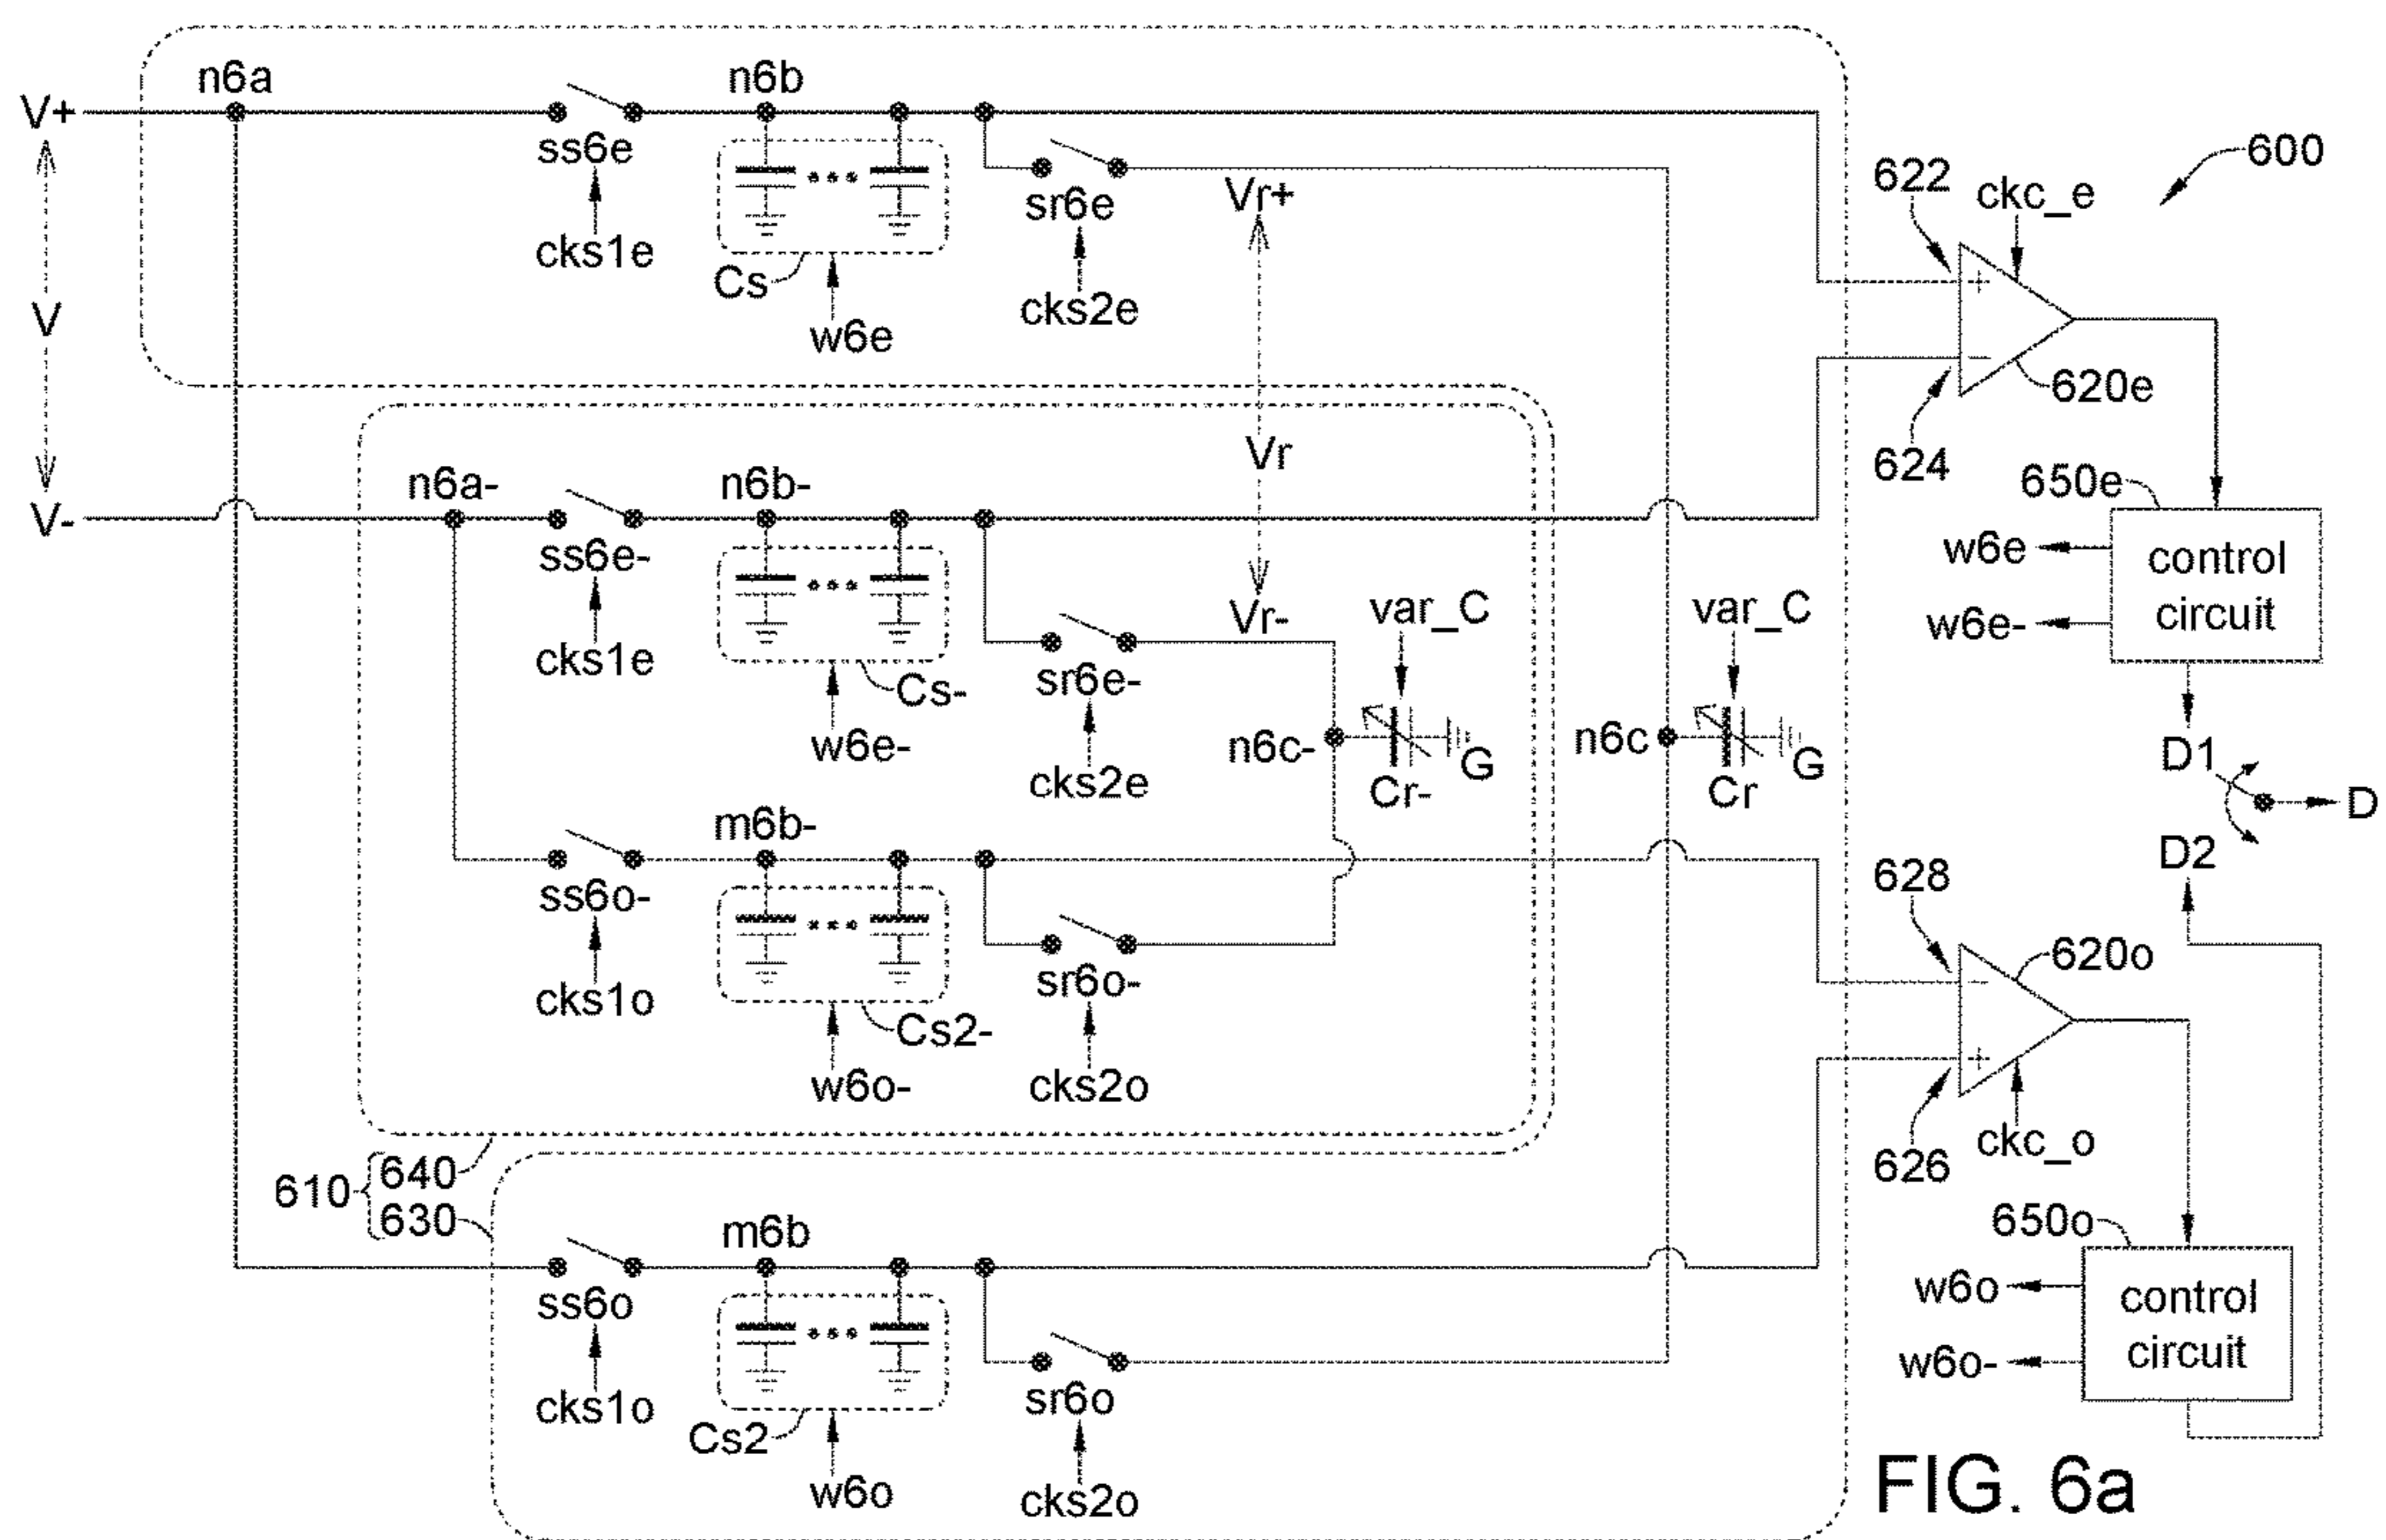 n6a
n6b
V+
ss6e
cks1e
Cs
w6e
sr6e
cks2e
Vr+
622
ckc_e
600
+
−
620e
624
V
V-
n6a-
n6b-
Vr
650e
ss6e-
cks1e
Cs-
w6e-
sr6e-
cks2e
Vr-
var_C
var_C
w6e
w6e-
control
circuit
n6c-
G
Cr-
n6c
G
Cr
D1
D
D2
m6b-
ss6o-
cks1o
Cs2-
w6o-
sr6o-
cks2o
628
620o
−
+
626
ckc_o
610
640
630
m6b
650o
ss6o
cks1o
Cs2
w6o
sr6o
cks2o
w6o
w6o-
control
circuit
FIG. 6a